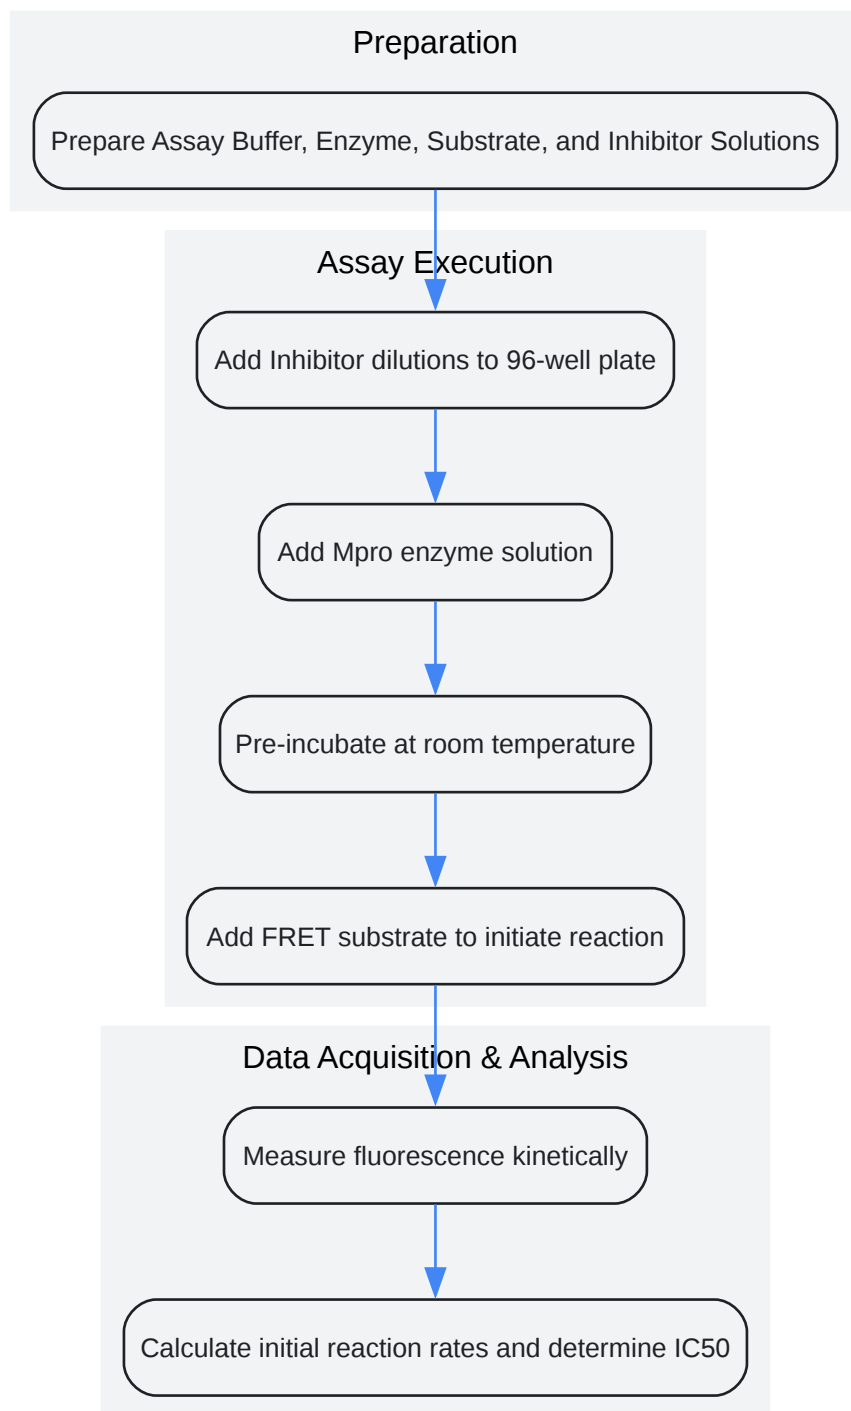 Preparation
Prepare Assay Buffer, Enzyme, Substrate, and Inhibitor Solutions
Assay Execution
Add Inhibitor dilutions to 96-well plate
Add Mpro enzyme solution
Pre-incubate at room temperature
Add FRET substrate to initiate reaction
Data Acquisition & Analysis
Measure fluorescence kinetically
Calculate initial reaction rates and determine IC50